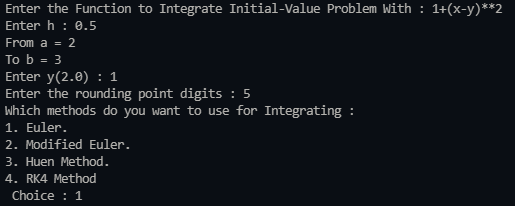 Enter the Function to Integrate Initial-Value Problem With : 1+(x-y)**2
Enter h : 0.5
From a = 2
To b = 3
Enter y(2.0) : 1
Enter the rounding point digits : 5
Which methods do you want to use for Integrating :
1. Euler.
2. Modified Euler.
3. Huen Method.
4. RK4 Method
 Choice : 1